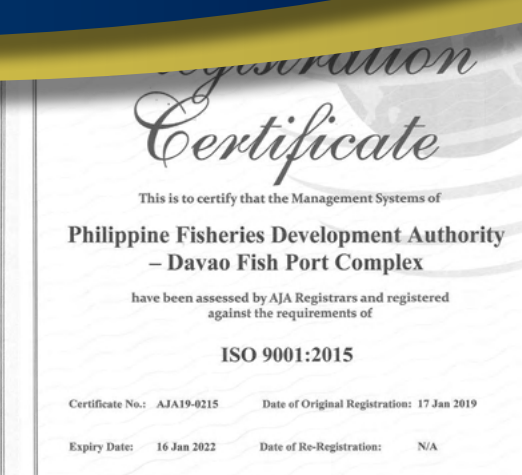 Registration
Certificate
This is to certify that the Management Systems of
Philippine Fisheries Development Authority
– Davao Fish Port Complex
have been assessed by AJA Registrars and registered
against the requirements of
ISO 9001:2015
Certificate No.: AJA19-0215 Date of Original Registration: 17 Jan 2019
Expiry Date: 16 Jan 2022 Date of Re-Registration: N/A